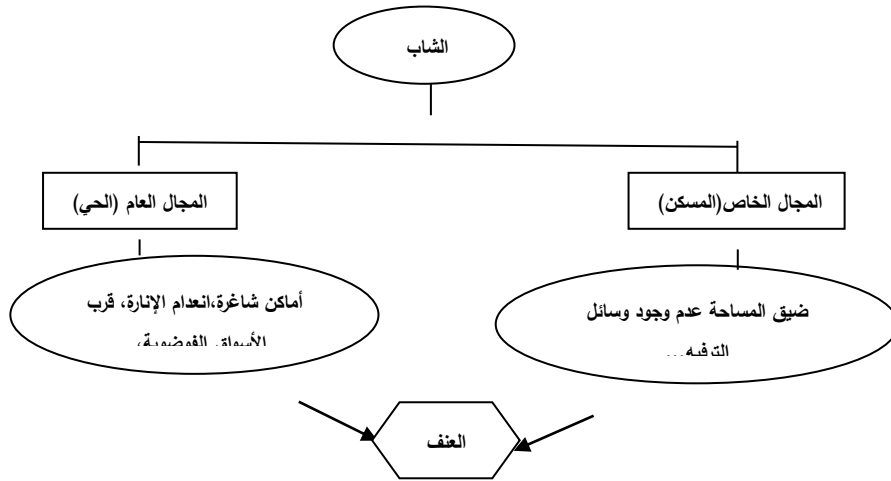 الشاب
المجال الخاص(المسكن)
المجال العام (الحي)
ضيق المساحة عدم وجود وسائل
الترفيه...
أماكن شاغرة،انعدام الإنارة، قرب
الأسواق الفوضوية،
العنف